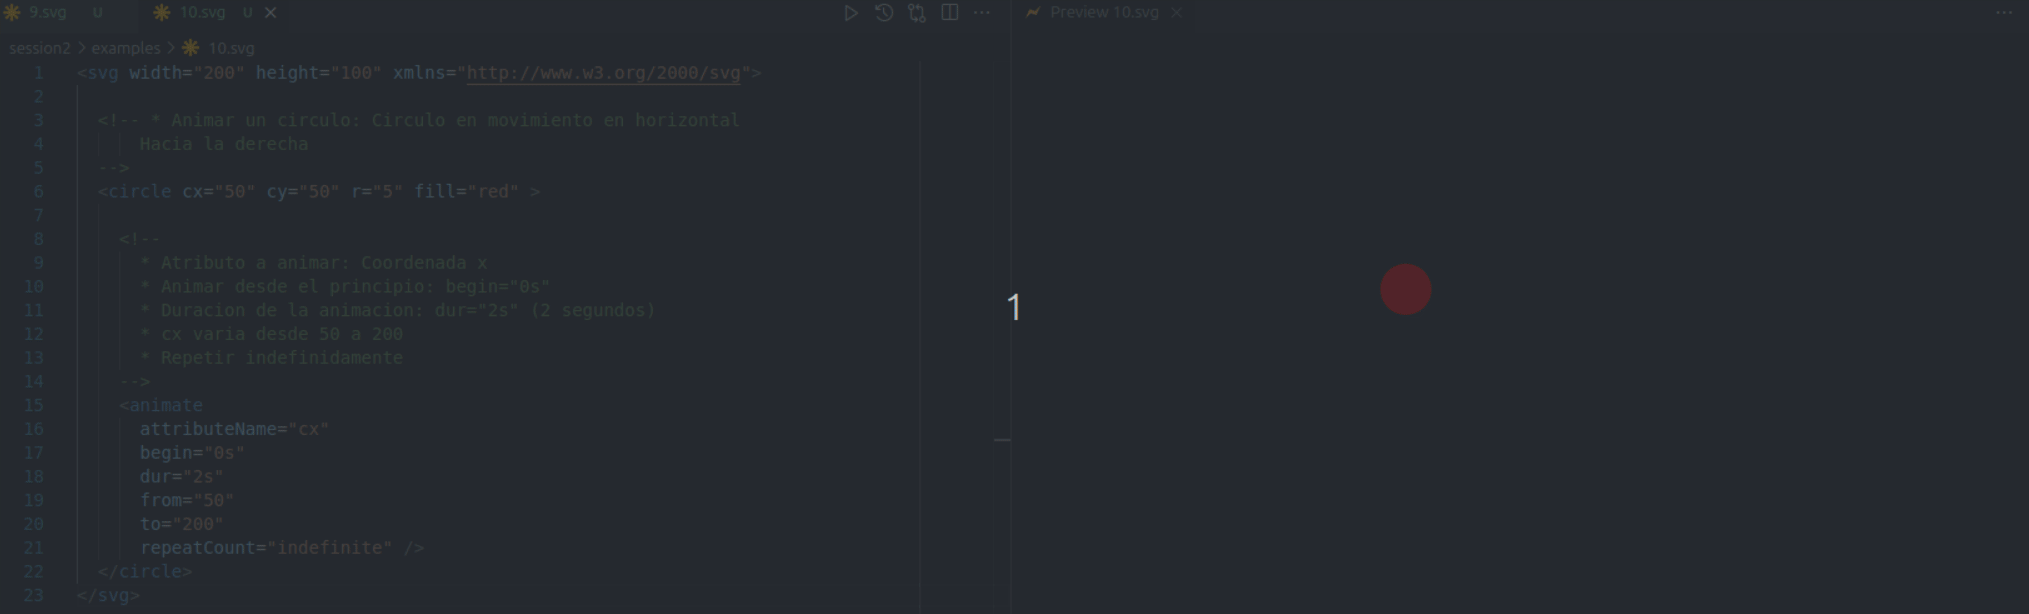 9.svg U 10.svg U Preview 10.svg
session2 > examples > 10.svg
1 <svg width="200" height="100" xmlns="http://www.w3.org/2000/svg">
2
3 <!-- * Animar un circulo: Circulo en movimiento en horizontal
4 Hacia la derecha
5 -->
6 <circle cx="50" cy="50" r="5" fill="red" >
7
8 <!--
9 * Atributo a animar: Coordenada x
10 * Animar desde el principio: begin="0s"
11 * Duracion de la animacion: dur="2s" (2 segundos)
12 * cx varia desde 50 a 200
13 * Repetir indefinidamente
14 -->
15 <animate
16 attributeName="cx"
17 begin="0s"
18 dur="2s"
19 from="50"
20 to="200"
21 repeatCount="indefinite" />
22 </circle>
23 </svg>
1